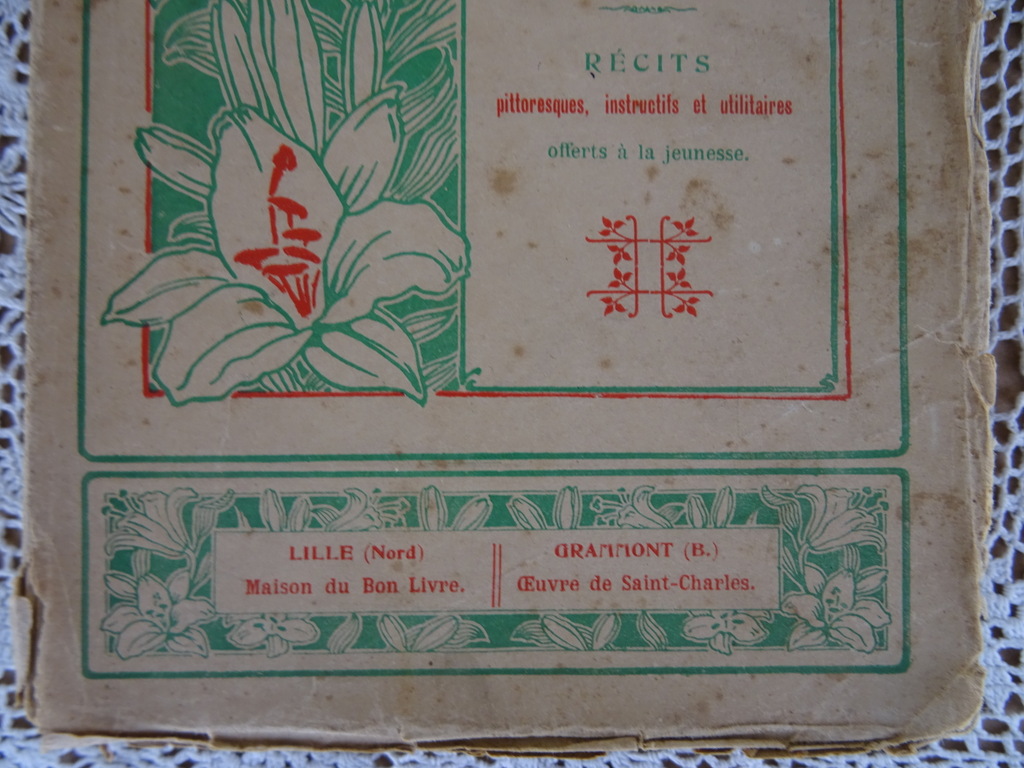 RÉCITS
pittoresques, instructifs et utilitaires
offerts à la jeunesse.
LILLE (Nord)
Maison du Bon Livre.
GRAMMONT (B.)
Œuvre de Saint-Charles.